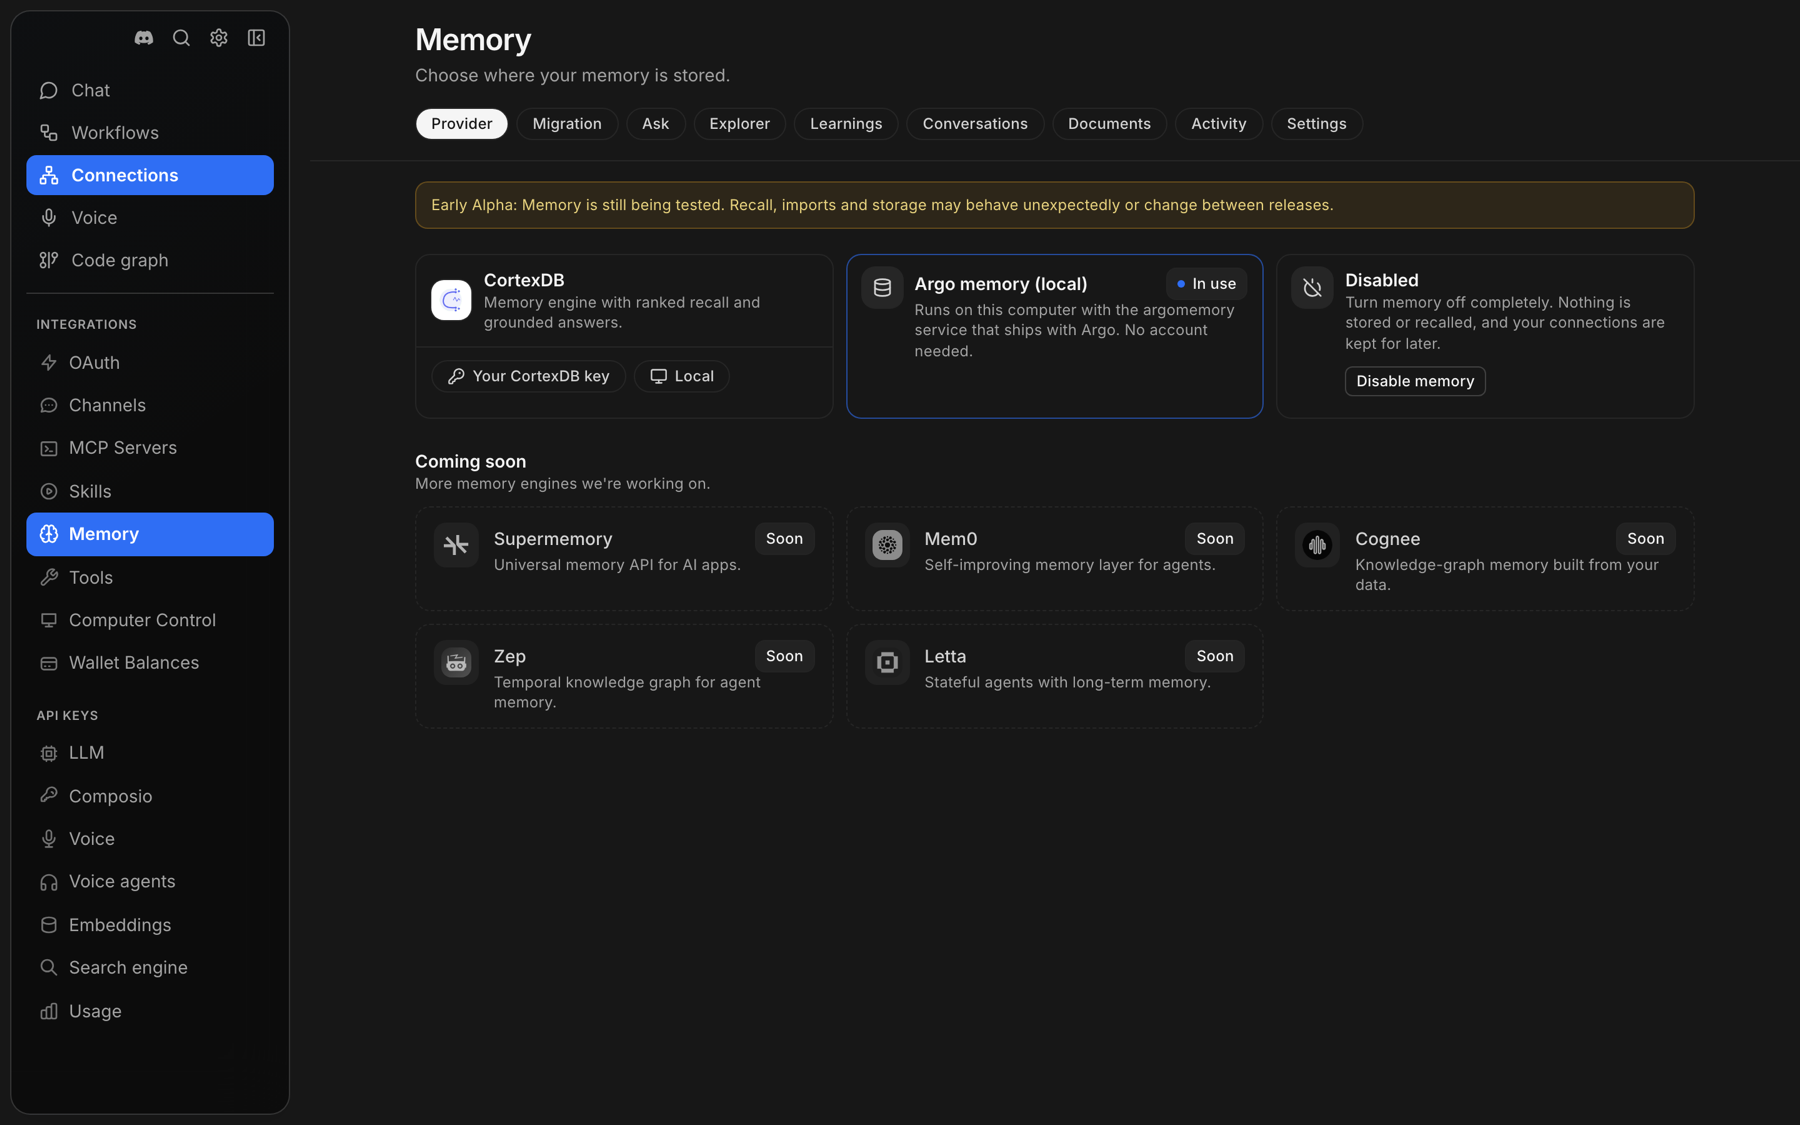 Chat
Workflows
Connections
Voice
Code graph
INTEGRATIONS
OAuth
Channels
MCP Servers
Skills
Memory
Tools
Computer Control
Wallet Balances
API KEYS
LLM
Composio
Voice
Voice agents
Embeddings
Search engine
Usage
Memory
Choose where your memory is stored.
Provider
Migration
Ask
Explorer
Learnings
Conversations
Documents
Activity
Settings
Early Alpha: Memory is still being tested. Recall, imports and storage may behave unexpectedly or change between releases.
CortexDB
Memory engine with ranked recall and
grounded answers.
Your CortexDB key
Local
Argo memory (local)
In use
Runs on this computer with the argomemory
service that ships with Argo. No account
needed.
Disabled
Turn memory off completely. Nothing is
stored or recalled, and your connections are
kept for later.
Disable memory
Coming soon
More memory engines we're working on.
Supermemory
Soon
Universal memory API for AI apps.
Mem0
Soon
Self-improving memory layer for agents.
Cognee
Soon
Knowledge-graph memory built from your
data.
Zep
Soon
Temporal knowledge graph for agent
memory.
Letta
Soon
Stateful agents with long-term memory.